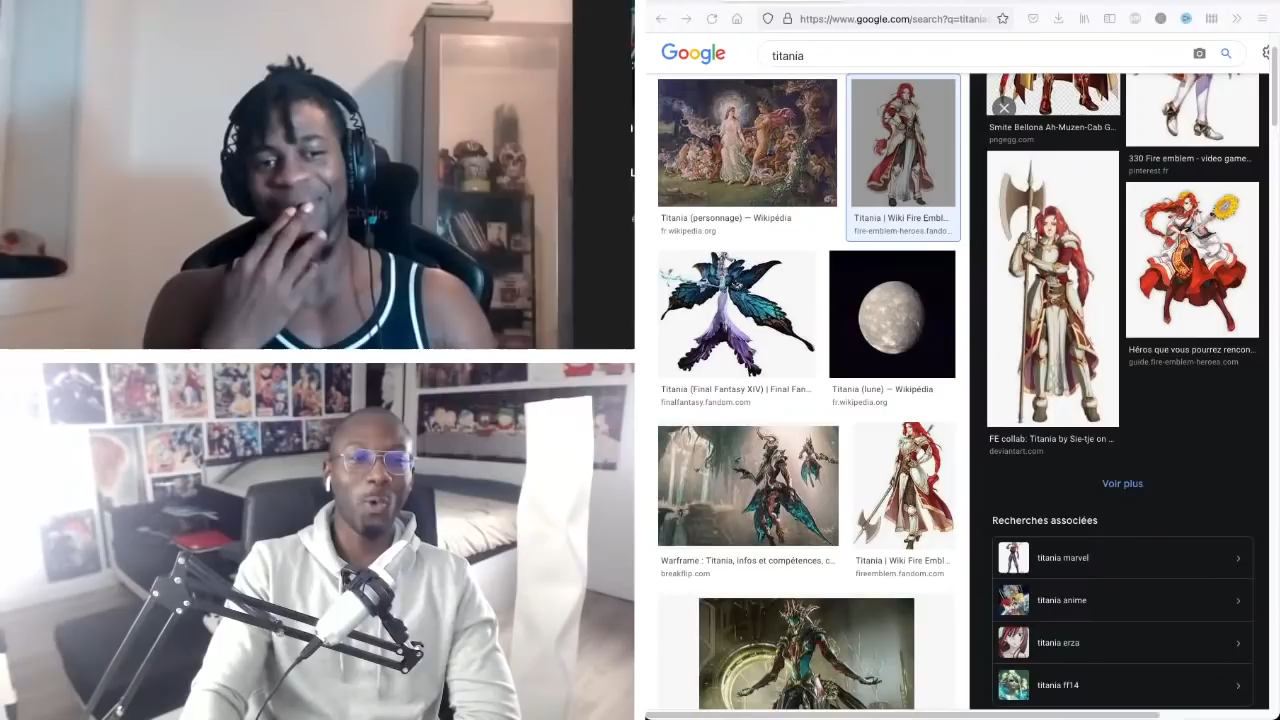 chairs
https://www.google.com/search?q=titania
Google
titania
Titania (personnage) — Wikipédia
fr.wikipedia.org
Titania | Wiki Fire Embl...
fire-emblem-heroes.fando...
Titania (Final Fantasy XIV) | Final Fan...
finalfantasy.fandom.com
Titania (lune) — Wikipédia
fr.wikipedia.org
Warframe : Titania, infos et compétences, c...
breakflip.com
Titania | Wiki Fire Embl...
fireemblem.fandom.com
Smite Bellona Ah-Muzen-Cab G...
pngegg.com
330 Fire emblem - video game...
pinterest.fr
Héros que vous pourrez rencon...
guide.fire-emblem-heroes.com
FE collab: Titania by Sie-tje on ...
deviantart.com
Voir plus
Recherches associées
titania marvel
titania anime
titania erza
titania ff14